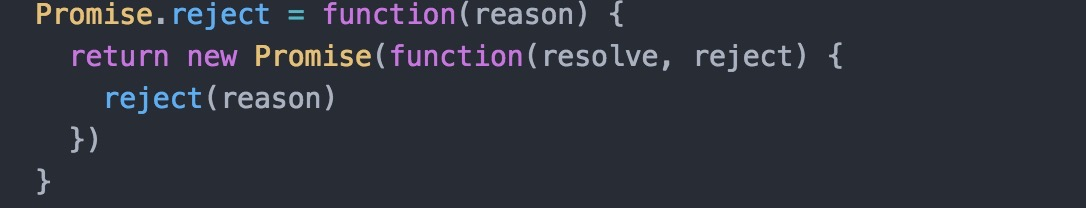 Promise.reject = function(reason) {
  return new Promise(function(resolve, reject) {
    reject(reason)
  })
}